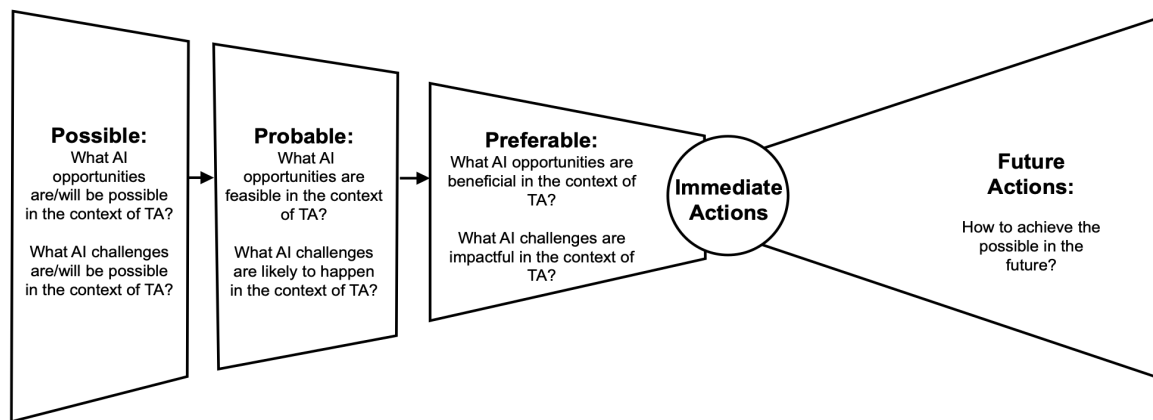 Possible:
What AI
opportunities
are/will be possible
in the context of TA?
What AI challenges
are/will be possible
in the context of TA?
Probable:
What AI
opportunities are
feasible in the context
of TA?
What AI challenges
are likely to happen
in the context of TA?
Preferable:
What AI opportunities are
beneficial in the context of
TA?
What AI challenges are
impactful in the context of
TA?
Immediate
Actions
Future
Actions:
How to achieve the
possible in the
future?